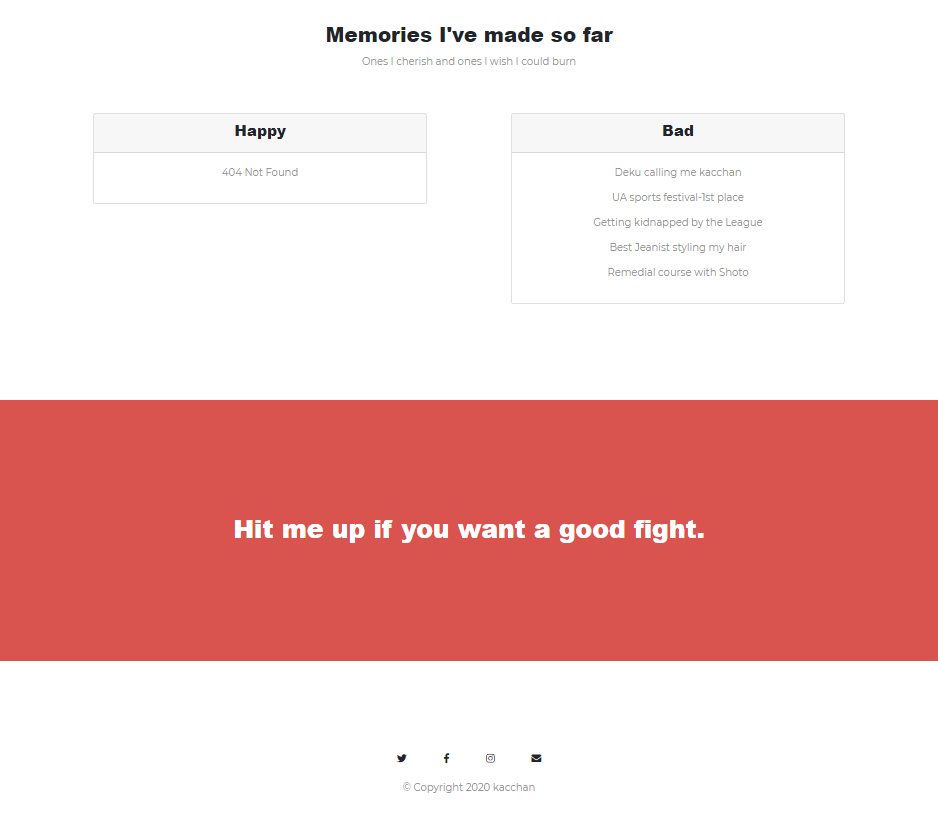 Memories I've made so far
Ones I cherish and ones I wish I could burn
Happy
404 Not Found
Bad
Deku calling me kacchan
UA sports festival-1st place
Getting kidnapped by the League
Best Jeanist styling my hair
Remedial course with Shoto
Hit me up if you want a good fight.
© Copyright 2020 kacchan